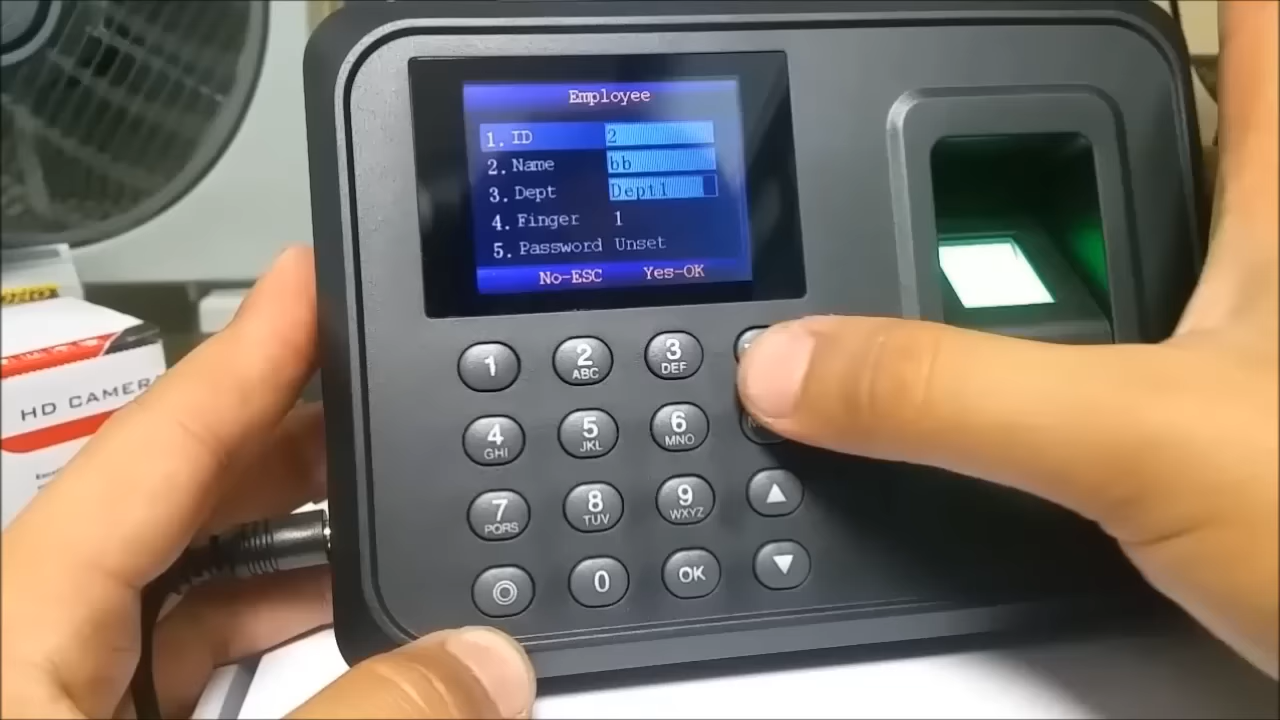 Employee
1. ID 2
2. Name bb
3. Dept Dept1
4. Finger 1
5. Password Unset
No-ESC Yes-OK
1
2 ABC
3 DEF
4 GHI
5 JKL
6 MNO
7 PQRS
8 TUV
9 WXYZ
0
OK
HD CAMERA